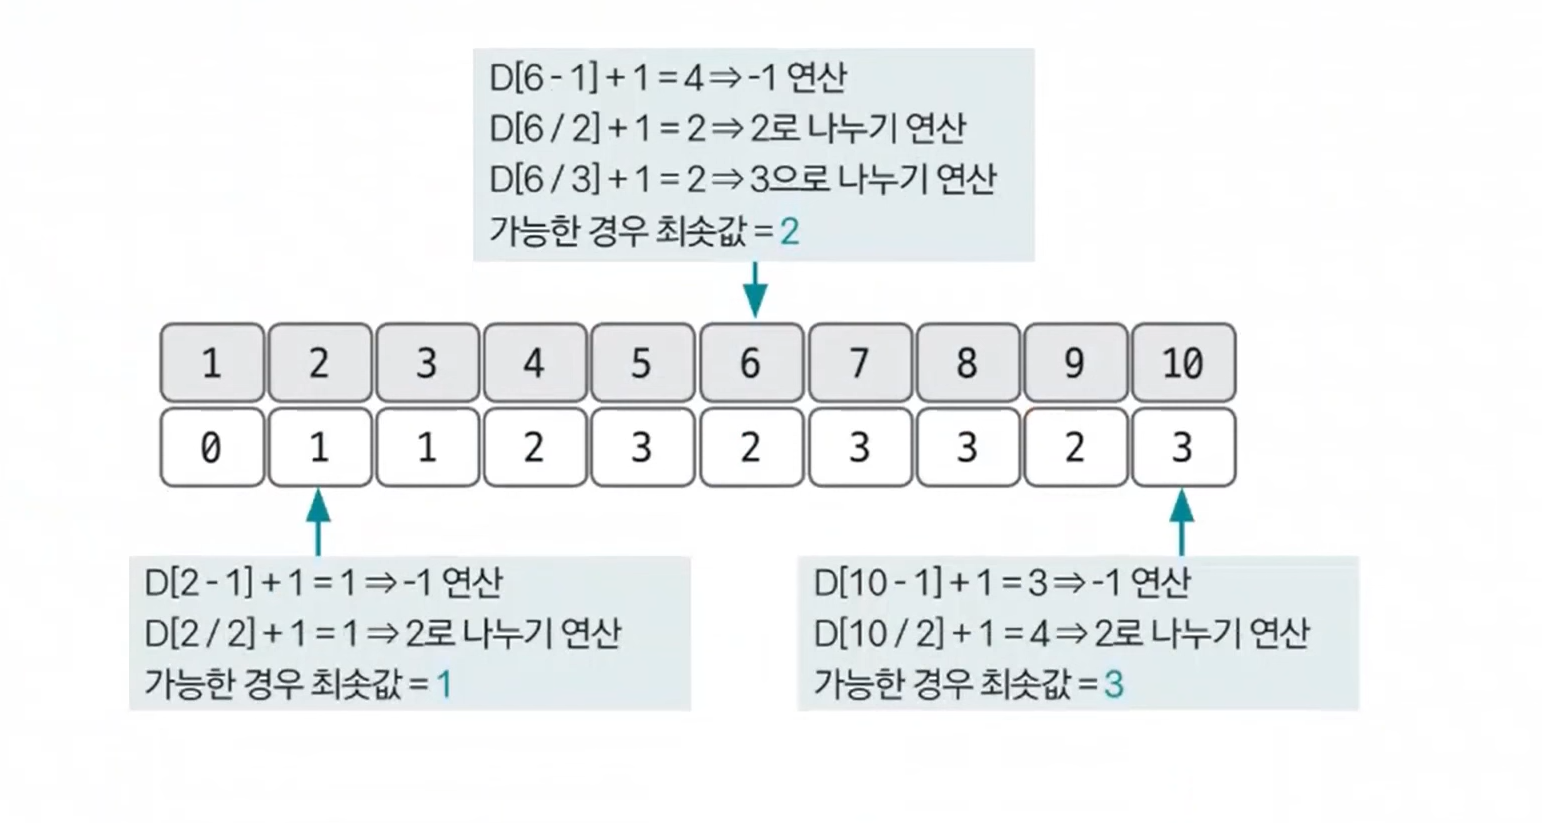 D[6 - 1] + 1 = 4 ⇒ -1 연산
D[6 / 2] + 1 = 2 ⇒ 2로 나누기 연산
D[6 / 3] + 1 = 2 ⇒ 3으로 나누기 연산
가능한 경우 최솟값 = 2
1 2 3 4 5 6 7 8 9 10
0 1 1 2 3 2 3 3 2 3
D[2 - 1] + 1 = 1 ⇒ -1 연산
D[2 / 2] + 1 = 1 ⇒ 2로 나누기 연산
가능한 경우 최솟값 = 1
D[10 - 1] + 1 = 3 ⇒ -1 연산
D[10 / 2] + 1 = 4 ⇒ 2로 나누기 연산
가능한 경우 최솟값 = 3